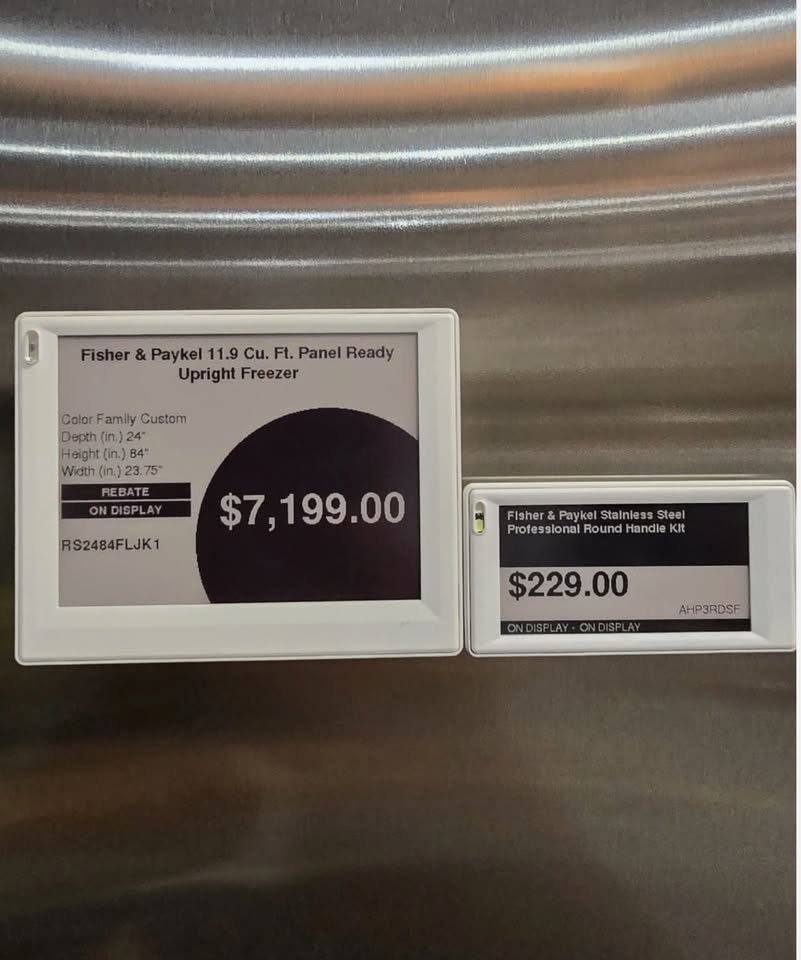 Fisher & Paykel 11.9 Cu. Ft. Panel Ready
Upright Freezer
Color Family Custom
Depth (in.) 24"
Height (in.) 84"
Width (in.) 23.75"
REBATE
ON DISPLAY
RS2484FLJK1
$7,199.00
Fisher & Paykel Stainless Steel
Professional Round Handle Kit
$229.00
AHP3RDSF
ON DISPLAY - ON DISPLAY